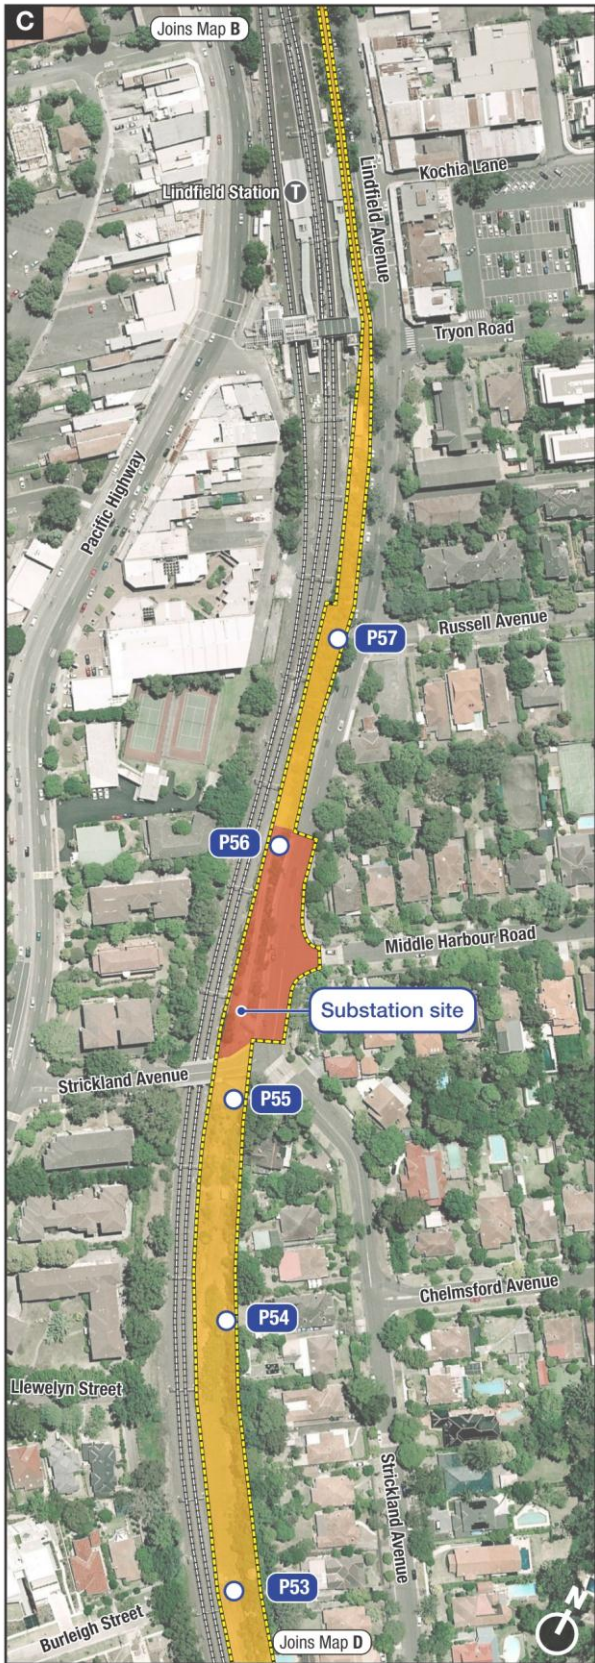 C
Joins Map B
Kochia Lane
Lindfield Station T
Lindfield Avenue
Tryon Road
Pacific Highway
Russell Avenue
P57
P56
Middle Harbour Road
Substation site
Strickland Avenue
P55
Chelmsford Avenue
P54
Llewelyn Street
Strickland Avenue
P53
Burleigh Street
Joins Map D
N